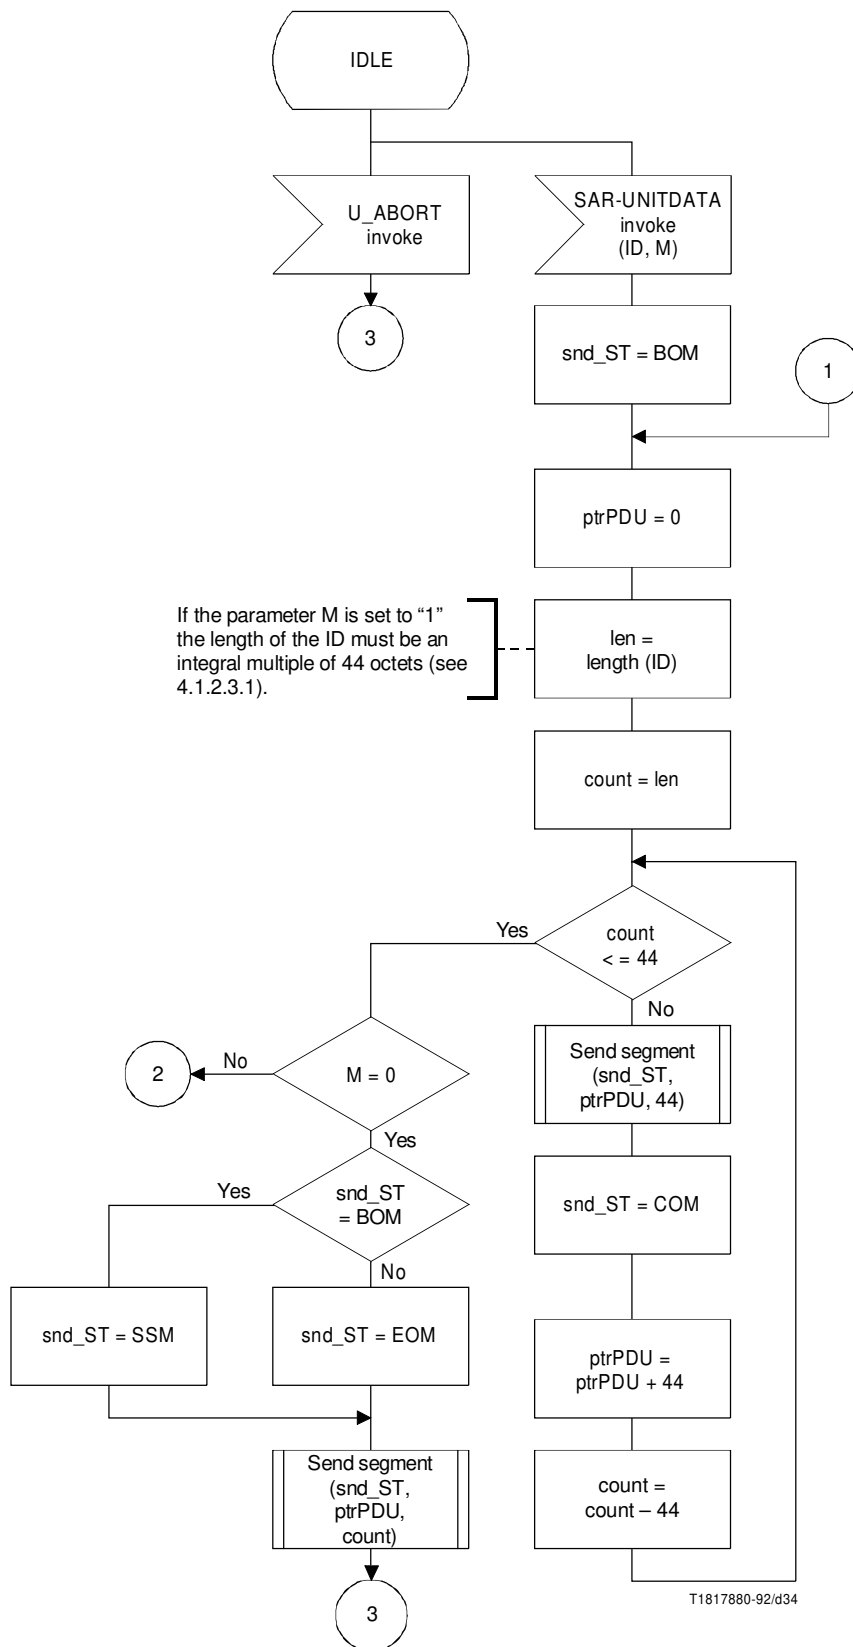 IDLE
U_ABORT
invoke
SAR-UNITDATA
invoke
(ID, M)
3
snd_ST = BOM
1
ptrPDU = 0
If the parameter M is set to “1”
the length of the ID must be an
integral multiple of 44 octets (see
4.1.2.3.1).
len =
length (ID)
count = len
Yes
count
< = 44
No
2
No
M = 0
Send segment
(snd_ST,
ptrPDU, 44)
Yes
Yes
snd_ST
= BOM
snd_ST = COM
No
snd_ST = SSM
snd_ST = EOM
ptrPDU =
ptrPDU + 44
Send segment
(snd_ST,
ptrPDU,
count)
count =
count – 44
3
T1817880-92/d34